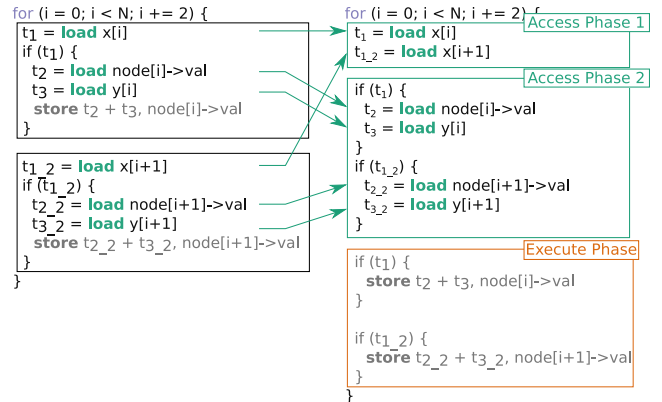 for (i = 0; i < N; i += 2) {
t1 = load x[i]
if (t1) {
t2 = load node[i]->val
t3 = load y[i]
store t2 + t3, node[i]->val
}
t1_2 = load x[i+1]
if (t1_2) {
t2_2 = load node[i+1]->val
t3_2 = load y[i+1]
store t2_2 + t3_2, node[i+1]->val
}
}
for (i = 0; i < N; i += 2) {
Access Phase 1
t1 = load x[i]
t1_2 = load x[i+1]
Access Phase 2
if (t1) {
t2 = load node[i]->val
t3 = load y[i]
}
if (t1_2) {
t2_2 = load node[i+1]->val
t3_2 = load y[i+1]
}
Execute Phase
if (t1) {
store t2 + t3, node[i]->val
}
if (t1_2) {
store t2_2 + t3_2, node[i+1]->val
}
}